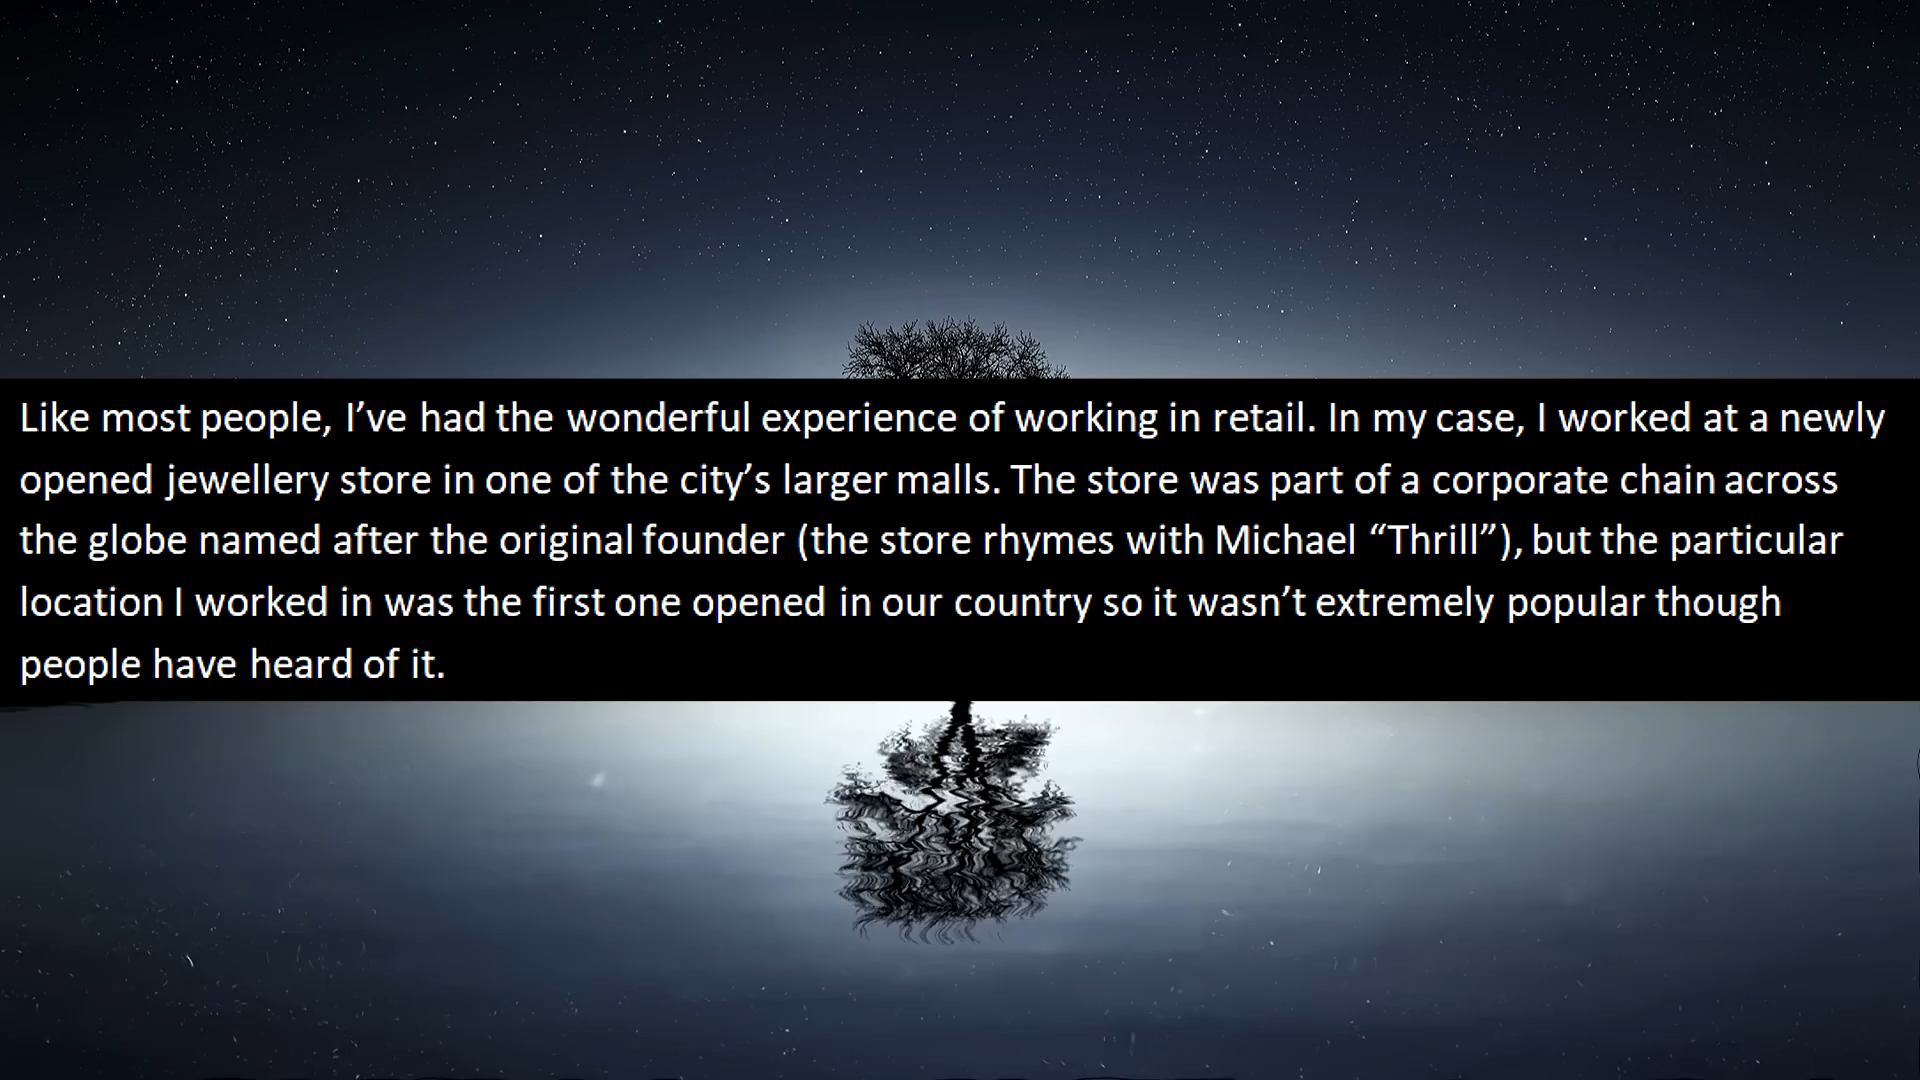 Like most people, I’ve had the wonderful experience of working in retail. In my case, I worked at a newly
opened jewellery store in one of the city’s larger malls. The store was part of a corporate chain across
the globe named after the original founder (the store rhymes with Michael “Thrill”), but the particular
location I worked in was the first one opened in our country so it wasn’t extremely popular though
people have heard of it.